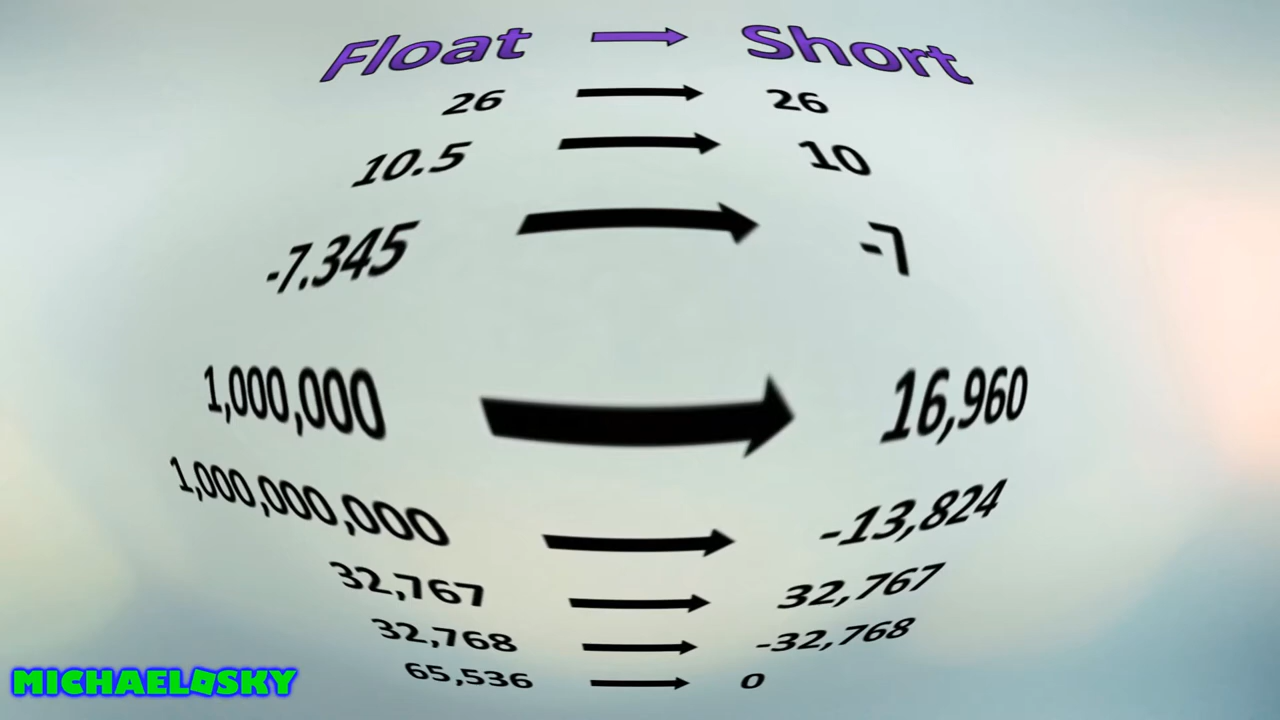 Float → Short
26 → 26
10.5 → 10
-7.345 → -7
1,000,000 → 16,960
1,000,000,000 → -13,824
32,767 → 32,767
32,768 → -32,768
65,536 → 0
MICHAELOSKY